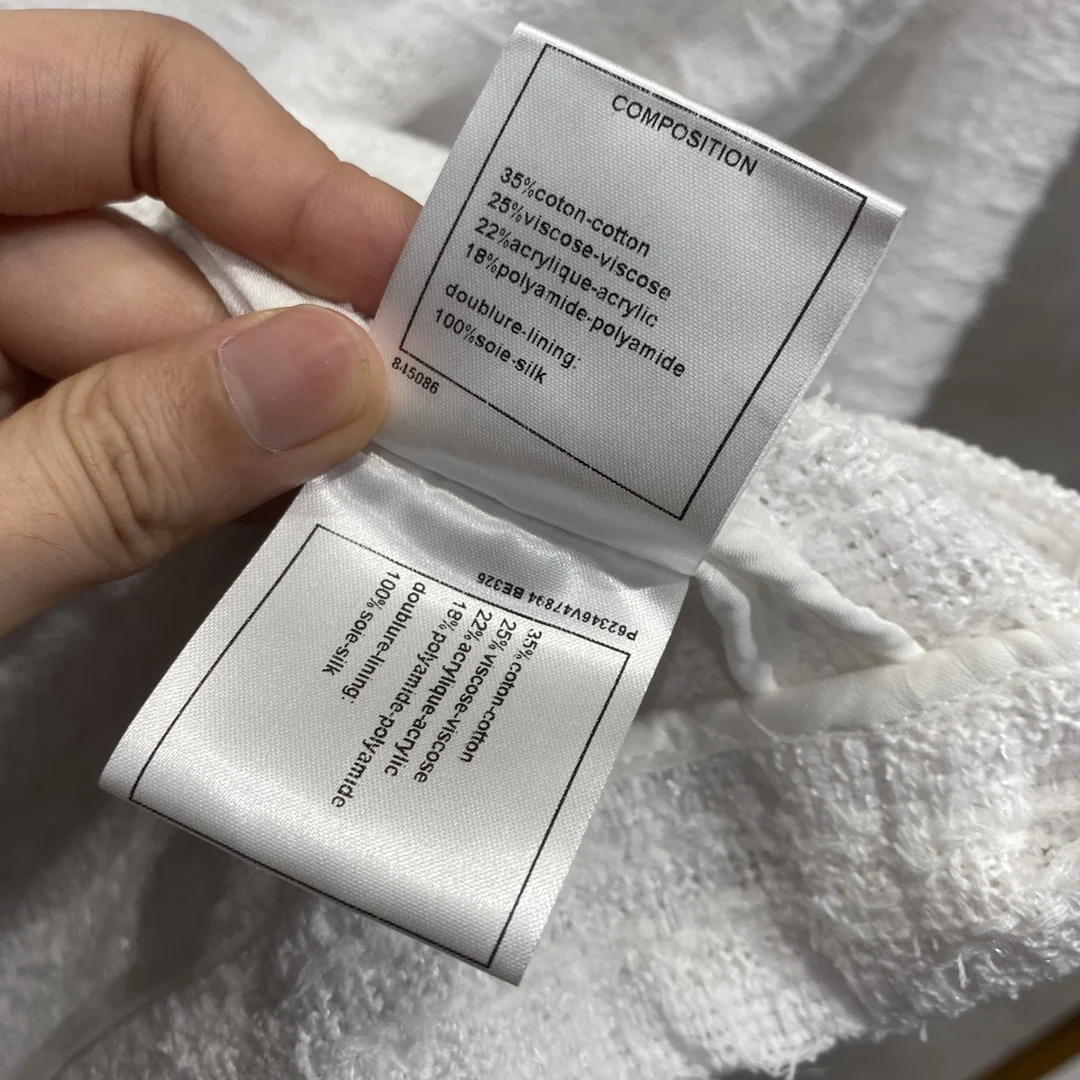 COMPOSITION
35%coton-cotton
25%viscose-viscose
22%acrylique-acrylic
18%polyamide-polyamide
doublure-lining:
100%soie-silk
845086
P62346V47894 BE326
35% coton-cotton
25% viscose-viscose
22% acrylique-acrylic
18% polyamide-polyamide
doublure-lining:
100% soie-silk